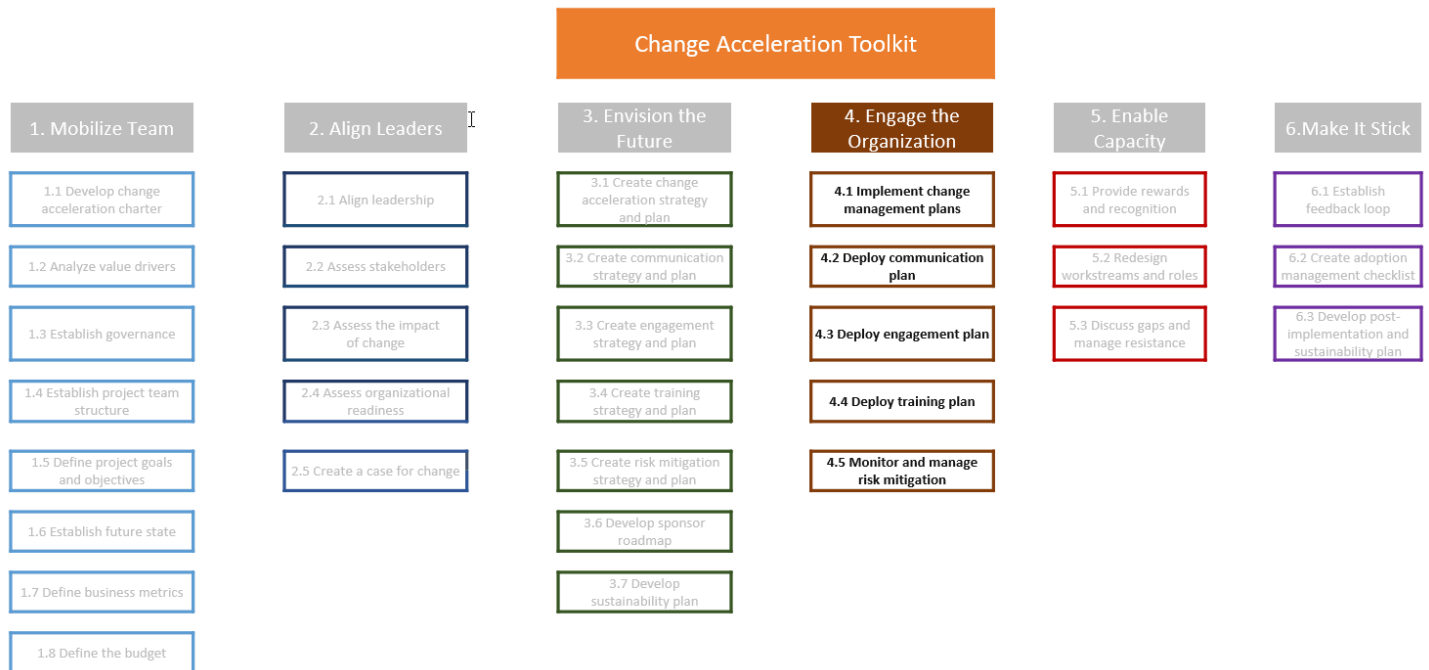 Change Acceleration Toolkit
1. Mobilize Team
1.1 Develop change
acceleration charter
1.2 Analyze value drivers
1.3 Establish governance
1.4 Establish project team
structure
1.5 Define project goals
and objectives
1.6 Establish future state
1.7 Define business metrics
1.8 Define the budget
2. Align Leaders
2.1 Align leadership
2.2 Assess stakeholders
2.3 Assess the impact
of change
2.4 Assess organizational
readiness
2.5 Create a case for change
3. Envision the
Future
3.1 Create change
acceleration strategy
and plan
3.2 Create communication
strategy and plan
3.3 Create engagement
strategy and plan
3.4 Create training
strategy and plan
3.5 Create risk mitigation
strategy and plan
3.6 Develop sponsor
roadmap
3.7 Develop
sustainability plan
4. Engage the
Organization
4.1 Implement change
management plans
4.2 Deploy communication
plan
4.3 Deploy engagement plan
4.4 Deploy training plan
4.5 Monitor and manage
risk mitigation
5. Enable
Capacity
5.1 Provide rewards
and recognition
5.2 Redesign
workstreams and roles
5.3 Discuss gaps and
manage resistance
6.Make It Stick
6.1 Establish
feedback loop
6.2 Create adoption
management checklist
6.3 Develop post-
implementation and
sustainability plan